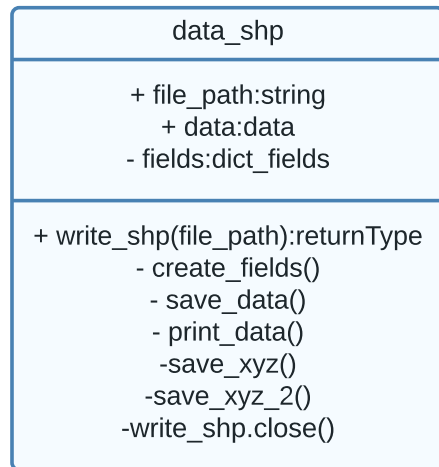 data_shp
+ file_path:string
+ data:data
- fields:dict_fields
+ write_shp(file_path):returnType
- create_fields()
- save_data()
- print_data()
-save_xyz()
-save_xyz_2()
-write_shp.close()